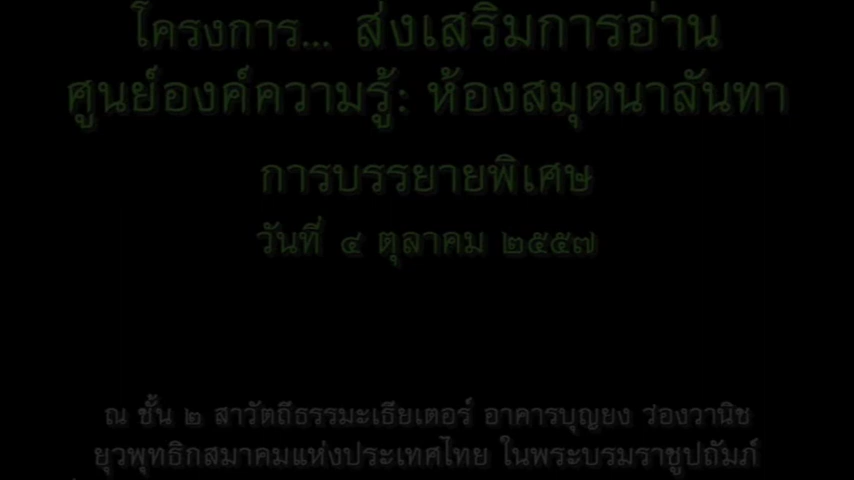 โครงการ... ส่งเสริมการอ่าน
ศูนย์องค์ความรู้: ห้องสมุดนาลันทา
การบรรยายพิเศษ
วันที่ ๔ ตุลาคม ๒๕๕๗
ณ ชั้น ๒ สาวัตถีธรรมะเธียเตอร์ อาคารบุญยง ว่องวานิช
ยุวพุทธิกสมาคมแห่งประเทศไทย ในพระบรมราชูปถัมภ์